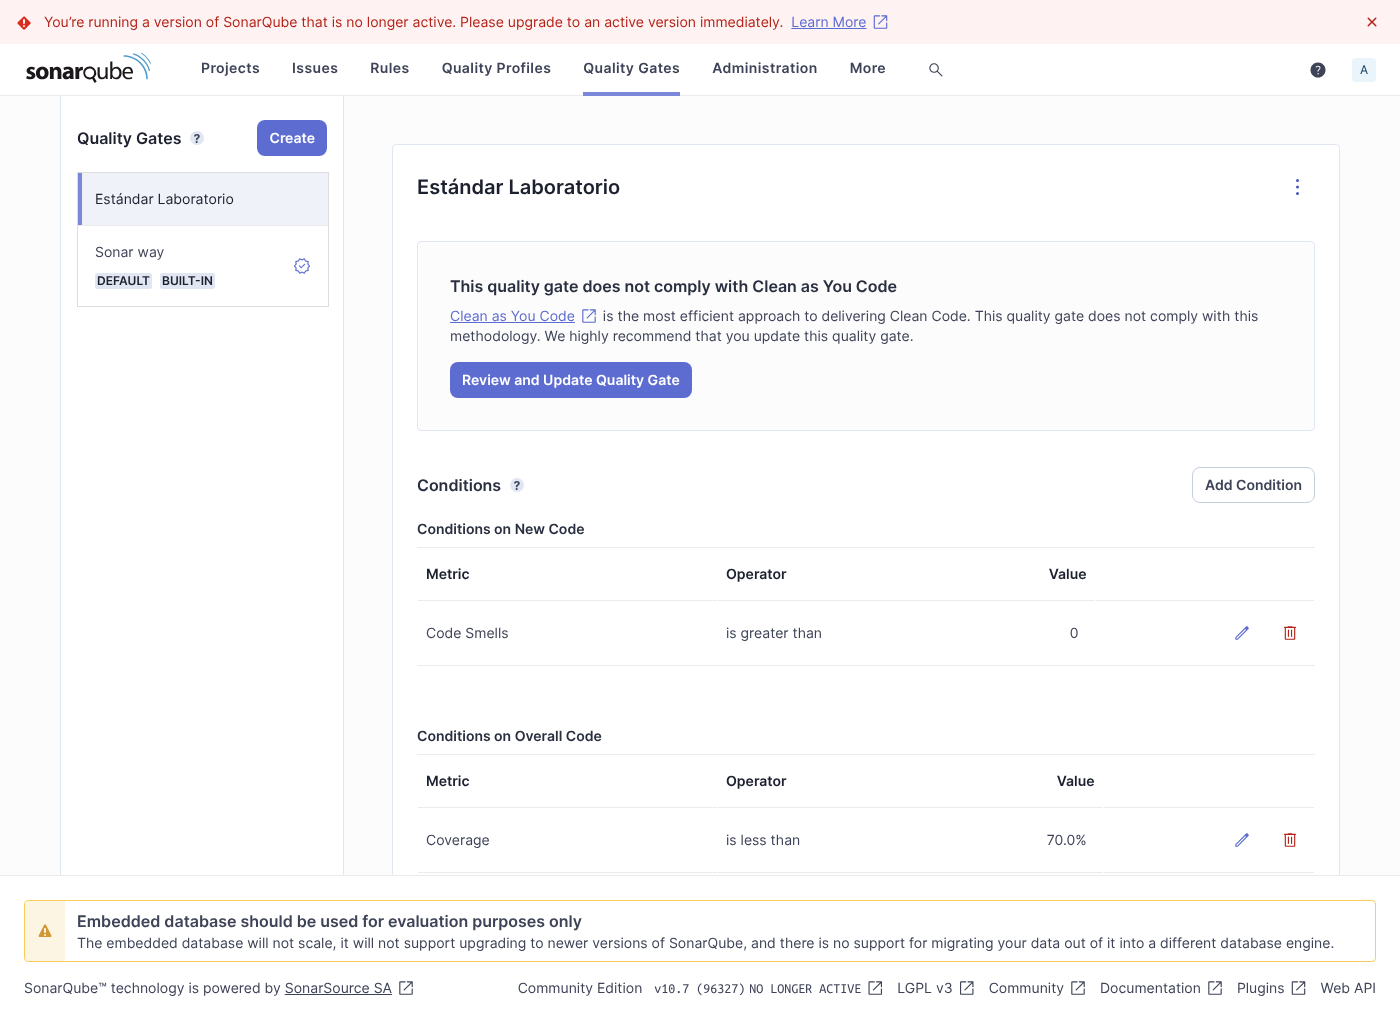 You're running a version of SonarQube that is no longer active. Please upgrade to an active version immediately. Learn More
sonarqube
Projects Issues Rules Quality Profiles Quality Gates Administration More ? A
Quality Gates ? Create
Estándar Laboratorio
Sonar way
DEFAULT BUILT-IN
Estándar Laboratorio
This quality gate does not comply with Clean as You Code
Clean as You Code is the most efficient approach to delivering Clean Code. This quality gate does not comply with this
methodology. We highly recommend that you update this quality gate.
Review and Update Quality Gate
Conditions ? Add Condition
Conditions on New Code
Metric Operator Value
Code Smells is greater than 0
Conditions on Overall Code
Metric Operator Value
Coverage is less than 70.0%
Embedded database should be used for evaluation purposes only
The embedded database will not scale, it will not support upgrading to newer versions of SonarQube, and there is no support for migrating your data out of it into a different database engine.
SonarQube™ technology is powered by SonarSource SA Community Edition v10.7 (96327) NO LONGER ACTIVE LGPL v3 Community Documentation Plugins Web API